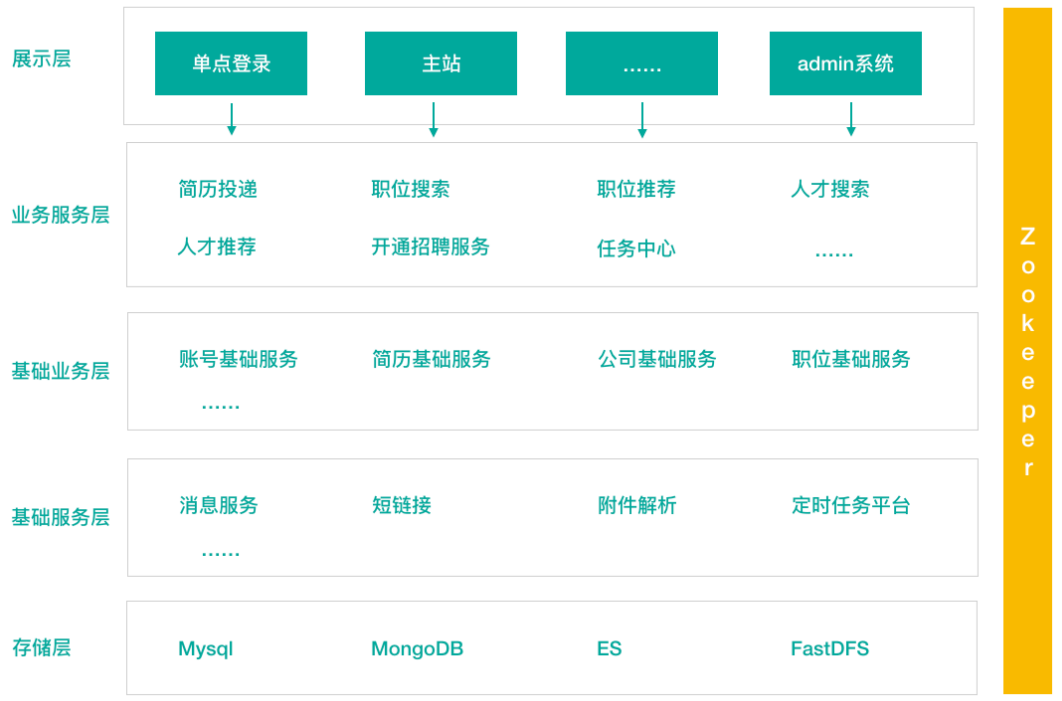 展示层
单点登录
主站
......
admin系统
业务服务层
简历投递
职位搜索
职位推荐
人才搜索
人才推荐
开通招聘服务
任务中心
......
基础业务层
账号基础服务
简历基础服务
公司基础服务
职位基础服务
......
基础服务层
消息服务
短链接
附件解析
定时任务平台
......
存储层
Mysql
MongoDB
ES
FastDFS
Zookeeper